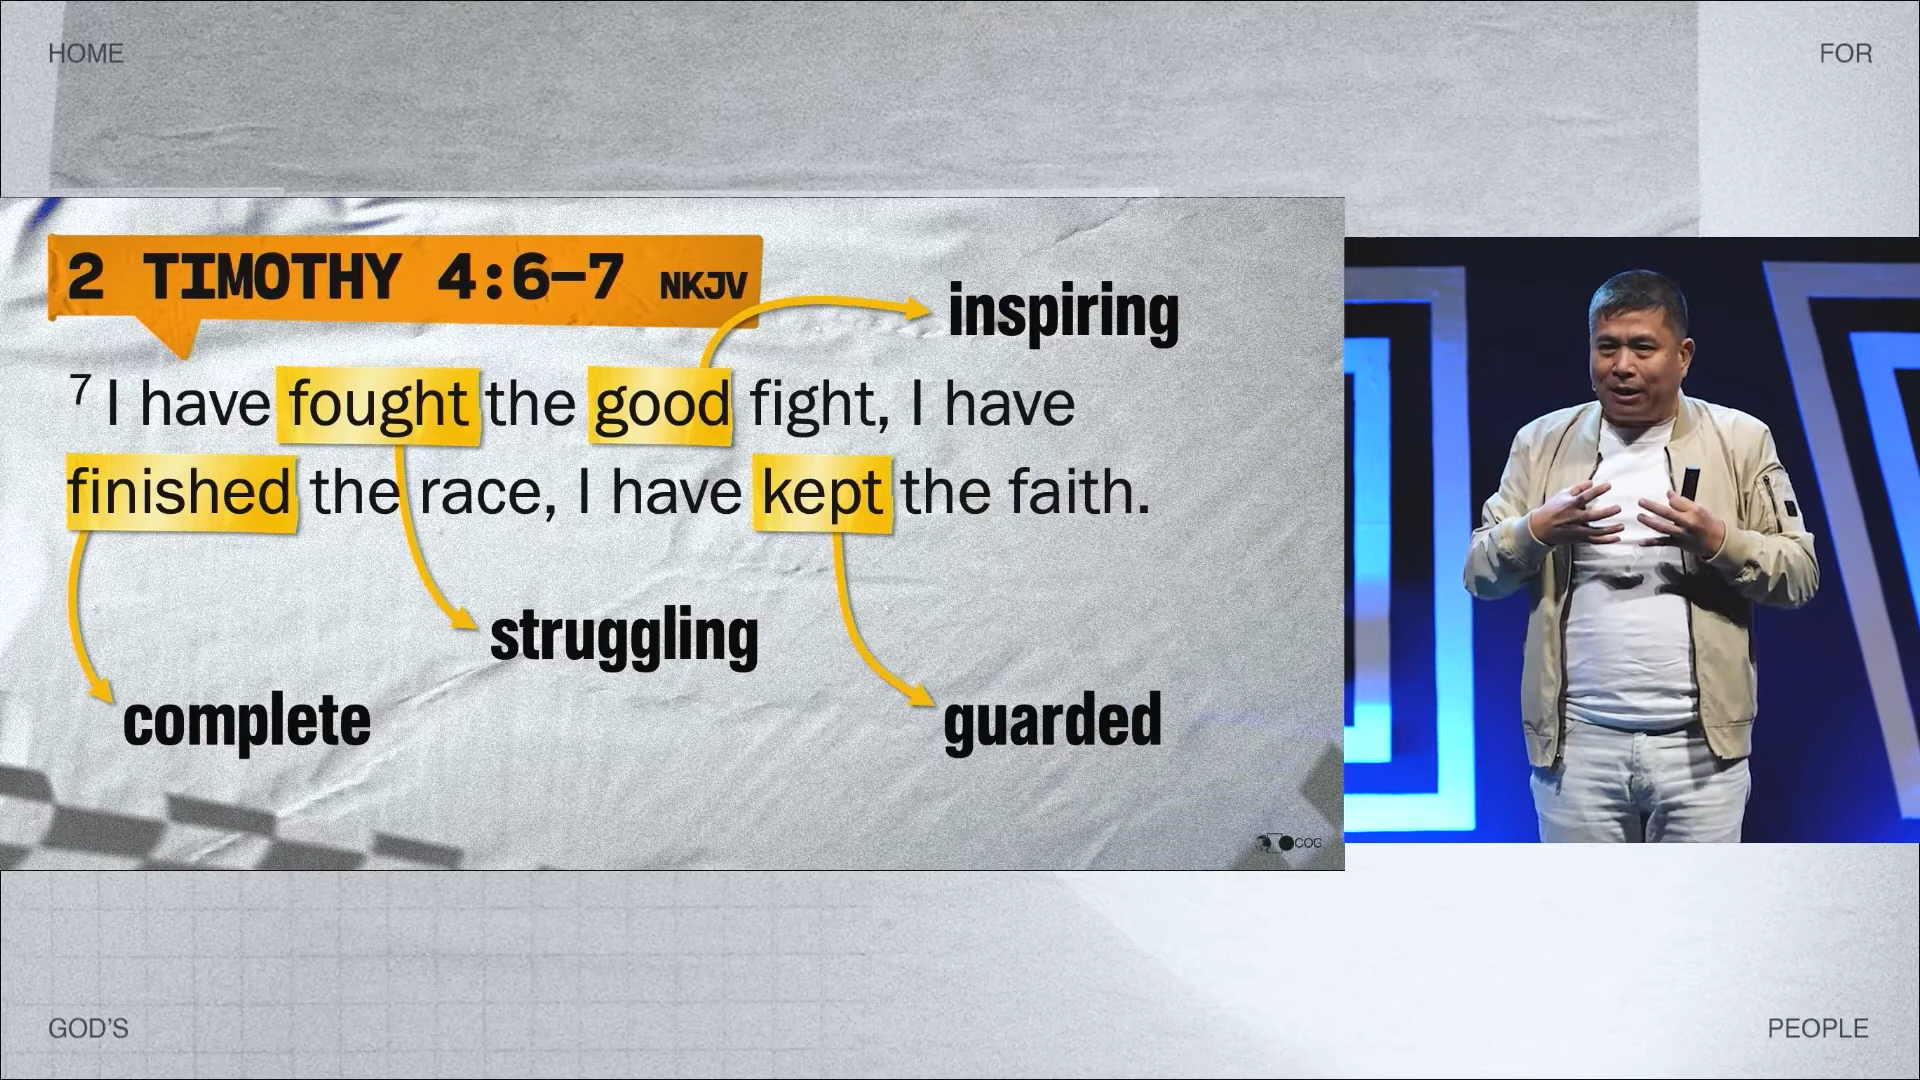 HOME
FOR
2 TIMOTHY 4:6–7 NKJV
inspiring
7 I have fought the good fight, I have
finished the race, I have kept the faith.
struggling
complete
guarded
COG
GOD'S
PEOPLE